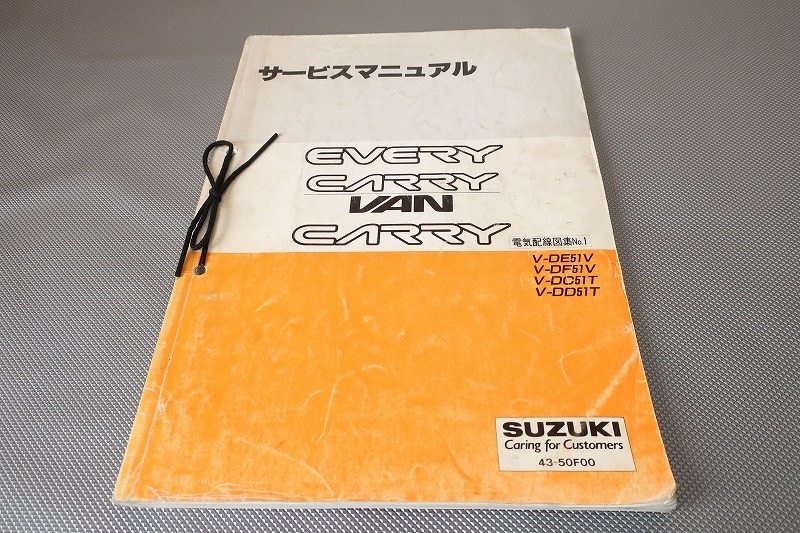 サービスマニュアル
EVERY
CARRY
VAN
CARRY
電気配線図集No.1
V-DE51V
V-DF51V
V-DC51T
V-DD51T
SUZUKI
Caring for Customers
43-50F00